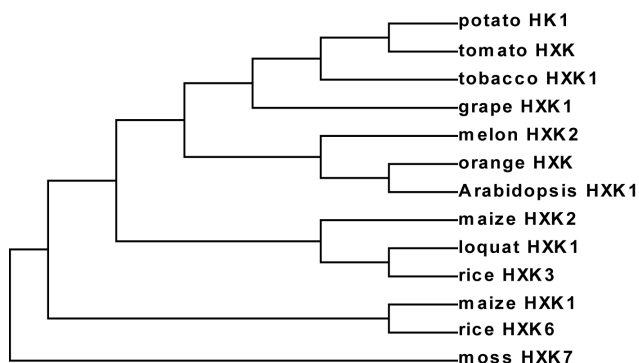 potato HK1
tomato HXK
tobacco HXK1
grape HXK1
melon HXK2
orange HXK
Arabidopsis HXK1
maize HXK2
loquat HXK1
rice HXK3
maize HXK1
rice HXK6
moss HXK7